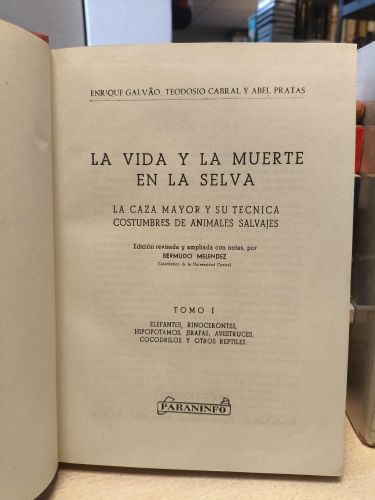 ENRIQUE GALVÃO, TEODOSIO CABRAL Y ABEL PRATAS
LA VIDA Y LA MUERTE
EN LA SELVA
LA CAZA MAYOR Y SU TECNICA
COSTUMBRES DE ANIMALES SALVAJES
Edición revisada y ampliada con notas, por
BERMUDO MELENDEZ
Catedrático de la Universidad Central
TOMO I
ELEFANTES, RINOCERONTES,
HIPOPOTAMOS, JIRAFAS, AVESTRUCES,
COCODRILOS Y OTROS REPTILES.
PARANINFO